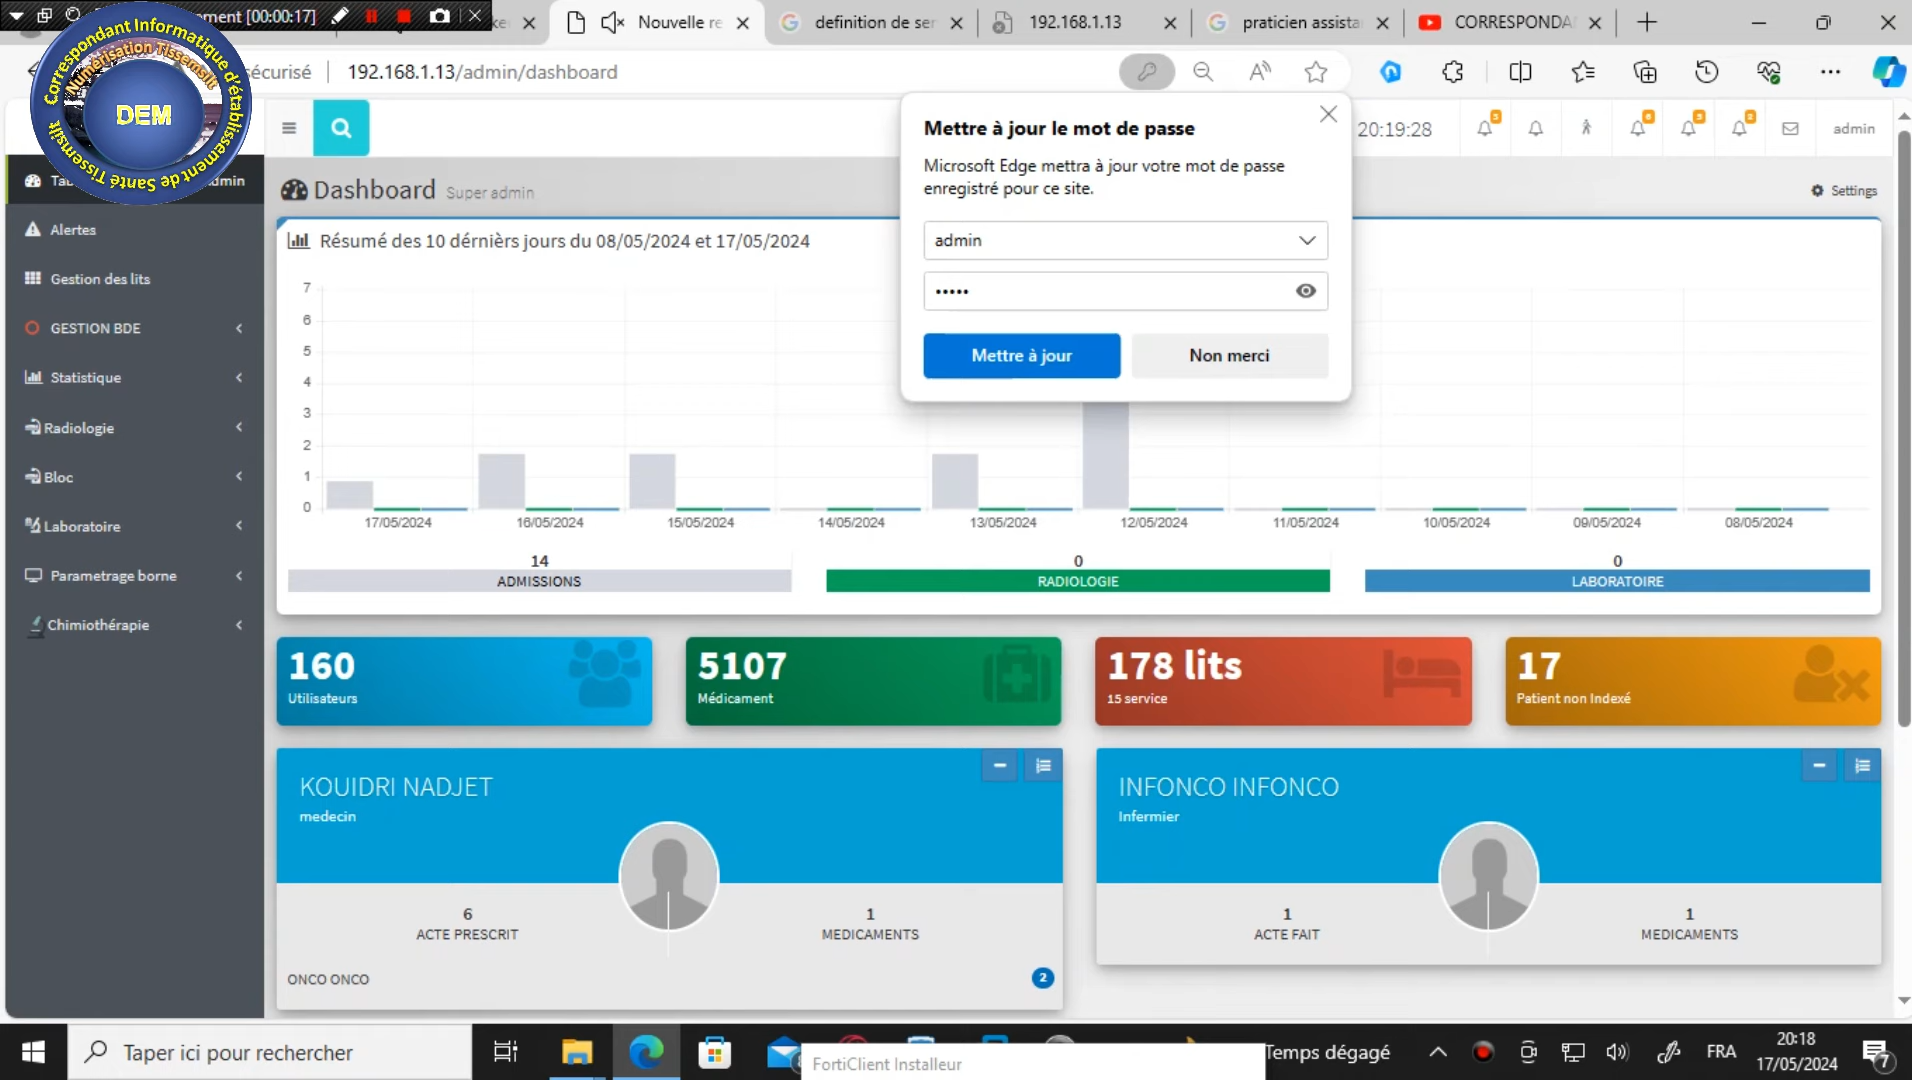 ement [00:00:17]
Correspondant Informatique d'établissement de Santé Tissemsilt
Numérisation Tissemsilt
DEM
Nouvelle re
definition de ser
192.168.1.13
praticien assista
CORRESPONDA
écurisé
192.168.1.13/admin/dashboard
Mettre à jour le mot de passe
Microsoft Edge mettra à jour votre mot de passe
enregistré pour ce site.
admin
•••••
Mettre à jour
Non merci
20:19:28
3
6
3
2
admin
Tab
dmin
Alertes
Gestion des lits
GESTION BDE
Statistique
Radiologie
Bloc
Laboratoire
Parametrage borne
Chimiothérapie
Dashboard Super admin
Settings
Résumé des 10 dérnièrs jours du 08/05/2024 et 17/05/2024
7
6
5
4
3
2
1
0
17/05/2024 16/05/2024 15/05/2024 14/05/2024 13/05/2024 12/05/2024 11/05/2024 10/05/2024 09/05/2024 08/05/2024
14
ADMISSIONS
0
RADIOLOGIE
0
LABORATOIRE
160
Utilisateurs
5107
Médicament
178 lits
15 service
17
Patient non Indexé
KOUIDRI NADJET
medecin
6
ACTE PRESCRIT
1
MEDICAMENTS
ONCO ONCO
2
INFONCO INFONCO
Infermier
1
ACTE FAIT
1
MEDICAMENTS
Taper ici pour rechercher
FortiClient Installeur
Temps dégagé
FRA
20:18
17/05/2024
7